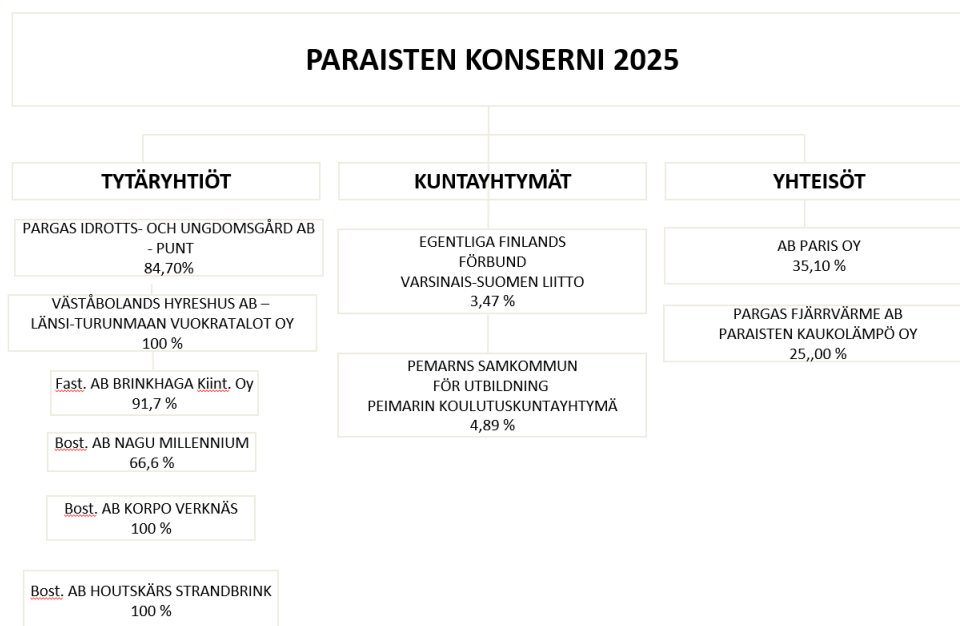 PARAISTEN KONSERNI 2025
TYTÄRYHTIÖT
PARGAS IDROTTS- OCH UNGDOMSGÅRD AB
- PUNT
84,70%
VÄSTÅBOLANDS HYRESHUS AB –
LÄNSI-TURUNMAAN VUOKRATALOT OY
100 %
Fast. AB BRINKHAGA Kiint. Oy
91,7 %
Bost. AB NAGU MILLENNIUM
66,6 %
Bost. AB KORPO VERKNÄS
100 %
Bost. AB HOUTSKÄRS STRANDBRINK
100 %
KUNTAYHTYMÄT
EGENTLIGA FINLANDS
FÖRBUND
VARSINAIS-SUOMEN LIITTO
3,47 %
PEMARNS SAMKOMMUN
FÖR UTBILDNING
PEIMARIN KOULUTUSKUNTAYHTYMÄ
4,89 %
YHTEISÖT
AB PARIS OY
35,10 %
PARGAS FJÄRRVÄRME AB
PARAISTEN KAUKOLÄMPÖ OY
25,,00 %